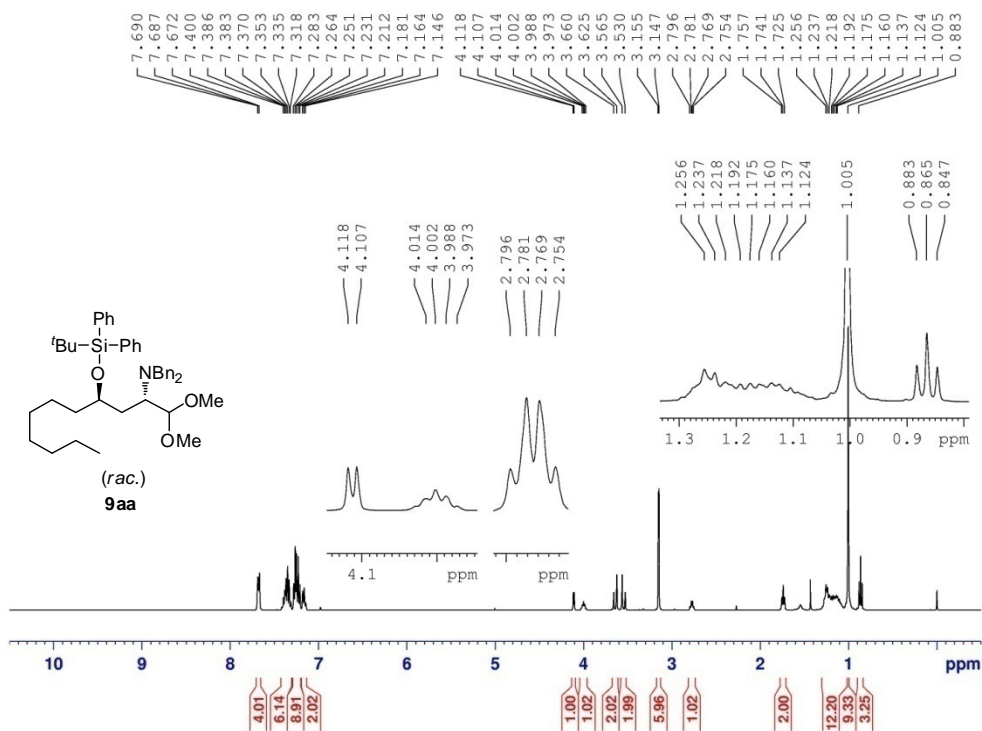 7.690 7.687 7.672 7.400 7.386 7.383 7.370 7.353 7.335 7.318 7.283 7.264 7.251 7.231 7.212 7.181 7.164 7.146 4.118 4.107 4.014 4.002 3.988 3.973 3.660 3.625 3.565 3.530 3.155 3.147 2.796 2.781 2.769 2.754 1.757 1.741 1.725 1.256 1.237 1.218 1.192 1.175 1.160 1.137 1.124 1.005 0.883
4.118 4.107 4.014 4.002 3.988 3.973
2.796 2.781 2.769 2.754
1.256 1.237 1.218 1.192 1.175 1.160 1.137 1.124 1.005 0.883 0.865 0.847
Ph
tBu Si Ph
O NBn2
OMe
OMe
(rac.)
9aa
4.1 ppm
ppm
1.3 1.2 1.1 1.0 0.9 ppm
10 9 8 7 6 5 4 3 2 1 ppm
4.01 6.14 8.91 2.02 1.00 1.02 2.02 1.99 5.96 1.02 2.00 12.20 9.33 3.25